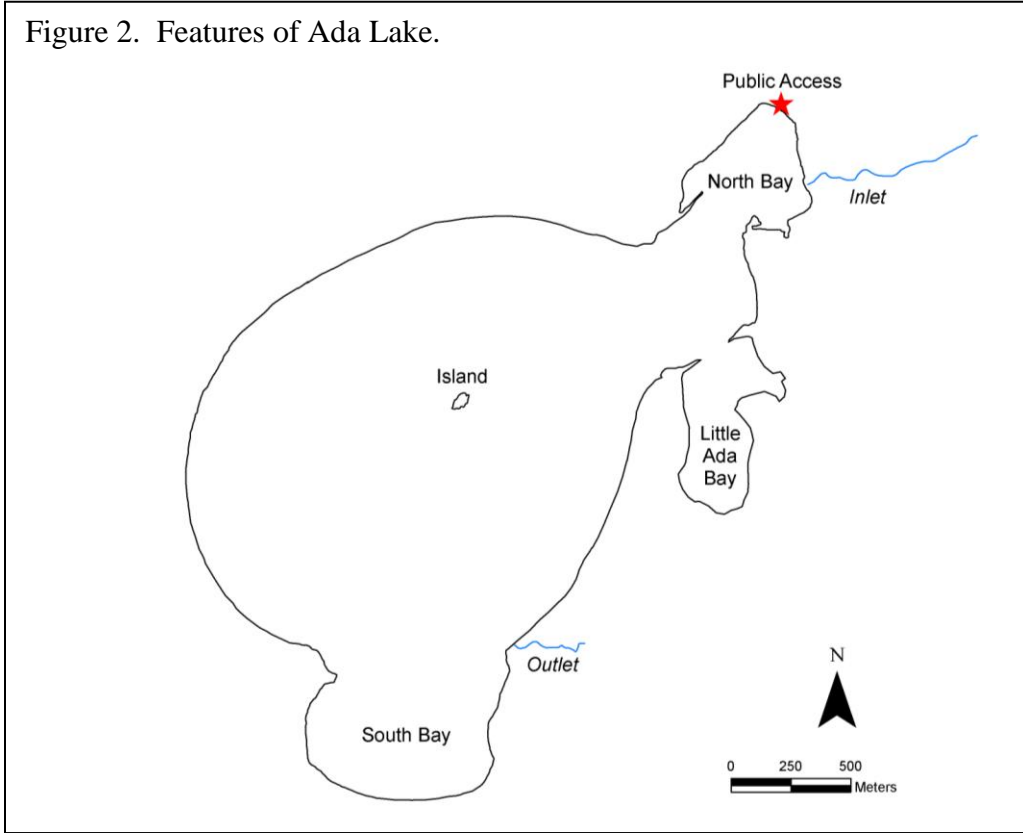 Figure 2.  Features of Ada Lake.
Public Access
North Bay
Inlet
Island
Little
Ada
Bay
Outlet
South Bay
N
0 250 500
Meters